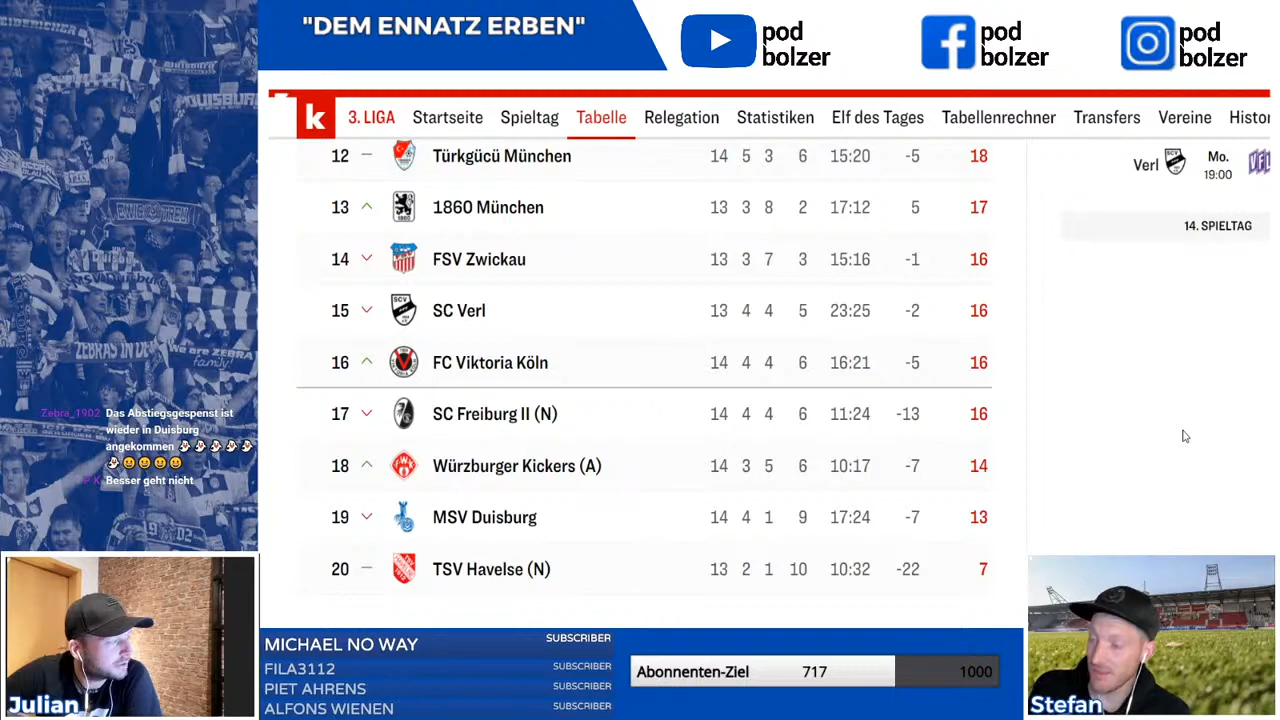 "DEM ENNATZ ERBEN"
pod bolzer
pod bolzer
pod bolzer
k 3. LIGA Startseite Spieltag Tabelle Relegation Statistiken Elf des Tages Tabellenrechner Transfers Vereine Histor
12 — Türkgücü München 14 5 3 6 15:20 -5 18
13 1860 München 13 3 8 2 17:12 5 17
14 FSV Zwickau 13 3 7 3 15:16 -1 16
15 SC Verl 13 4 4 5 23:25 -2 16
16 FC Viktoria Köln 14 4 4 6 16:21 -5 16
17 SC Freiburg II (N) 14 4 4 6 11:24 -13 16
18 Würzburger Kickers (A) 14 3 5 6 10:17 -7 14
19 MSV Duisburg 14 4 1 9 17:24 -7 13
20 — TSV Havelse (N) 13 2 1 10 10:32 -22 7
Verl SCV Mo. 19:00 VFL
14. SPIELTAG
Zebra_1902 Das Abstiegsgespenst ist
wieder in Duisburg
angekommen 👻👻👻👻👻
👻😃😃😃😃
P K Besser geht nicht
MICHAEL NO WAY SUBSCRIBER
FILA3112 SUBSCRIBER
PIET AHRENS SUBSCRIBER
ALFONS WIENEN SUBSCRIBER
Abonnenten-Ziel 717 1000
Julian
Stefan